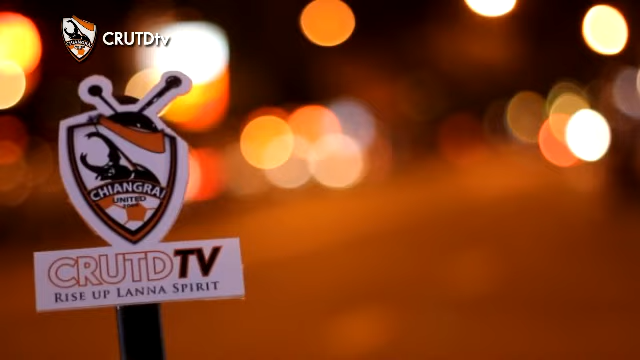 CRUTDtv
CHIANGRAI
UNITED
CRUTDTV
RISE UP LANNA SPIRIT